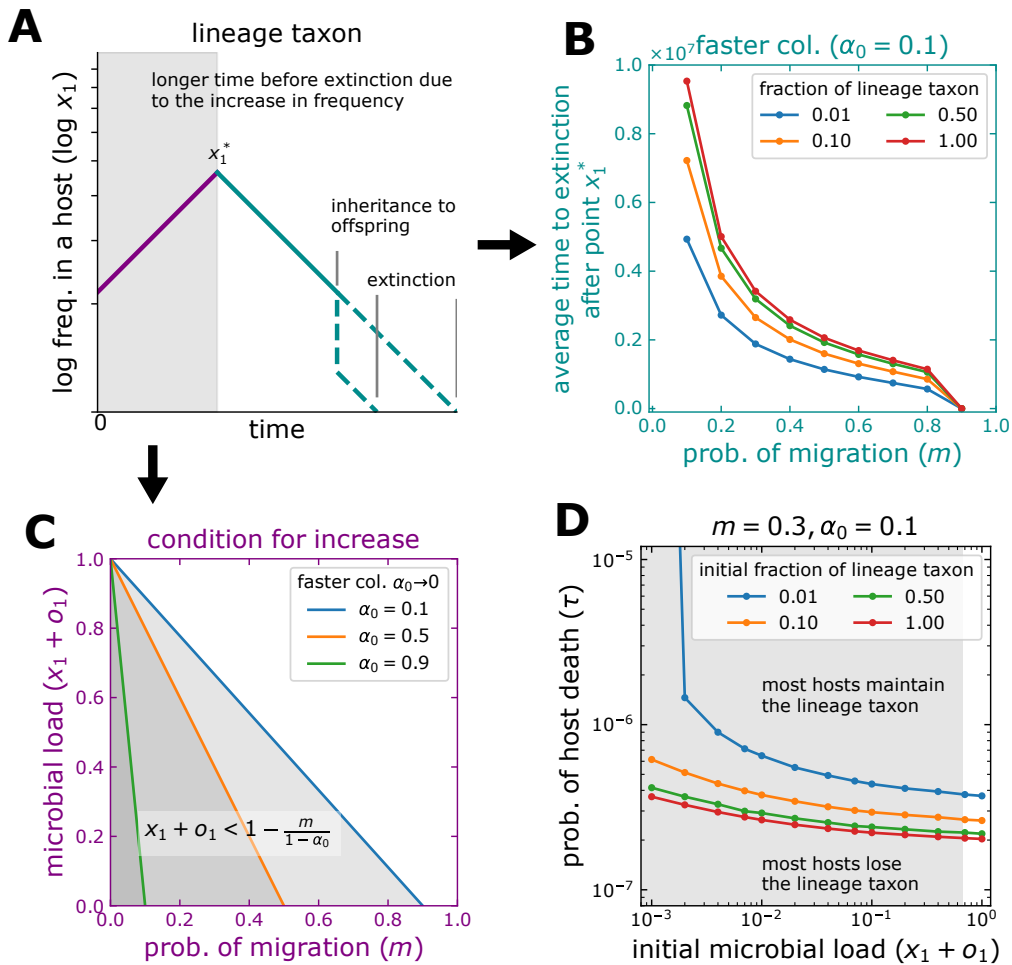 A
lineage taxon
longer time before extinction due
to the increase in frequency
x₁*
inheritance to
offspring
extinction
log freq. in a host (log x₁)
0
time
B
×10⁷ faster col. (α₀ = 0.1)
fraction of lineage taxon
0.01
0.50
0.10
1.00
1.0
0.8
0.6
0.4
0.2
0.0
average time to extinction
after point x₁*
0.0 0.2 0.4 0.6 0.8 1.0
prob. of migration (m)
C
condition for increase
faster col. α₀→0
α₀ = 0.1
α₀ = 0.5
α₀ = 0.9
1.0
0.8
0.6
0.4
0.2
0.0
microbial load (x₁ + o₁)
x₁ + o₁ < 1 − m/(1 − α₀)
0.0 0.2 0.4 0.6 0.8 1.0
prob. of migration (m)
D
m = 0.3, α₀ = 0.1
initial fraction of lineage taxon
0.01
0.50
0.10
1.00
10⁻⁵
10⁻⁶
10⁻⁷
prob. of host death (τ)
most hosts maintain
the lineage taxon
most hosts lose
the lineage taxon
10⁻³ 10⁻² 10⁻¹ 10⁰
initial microbial load (x₁ + o₁)